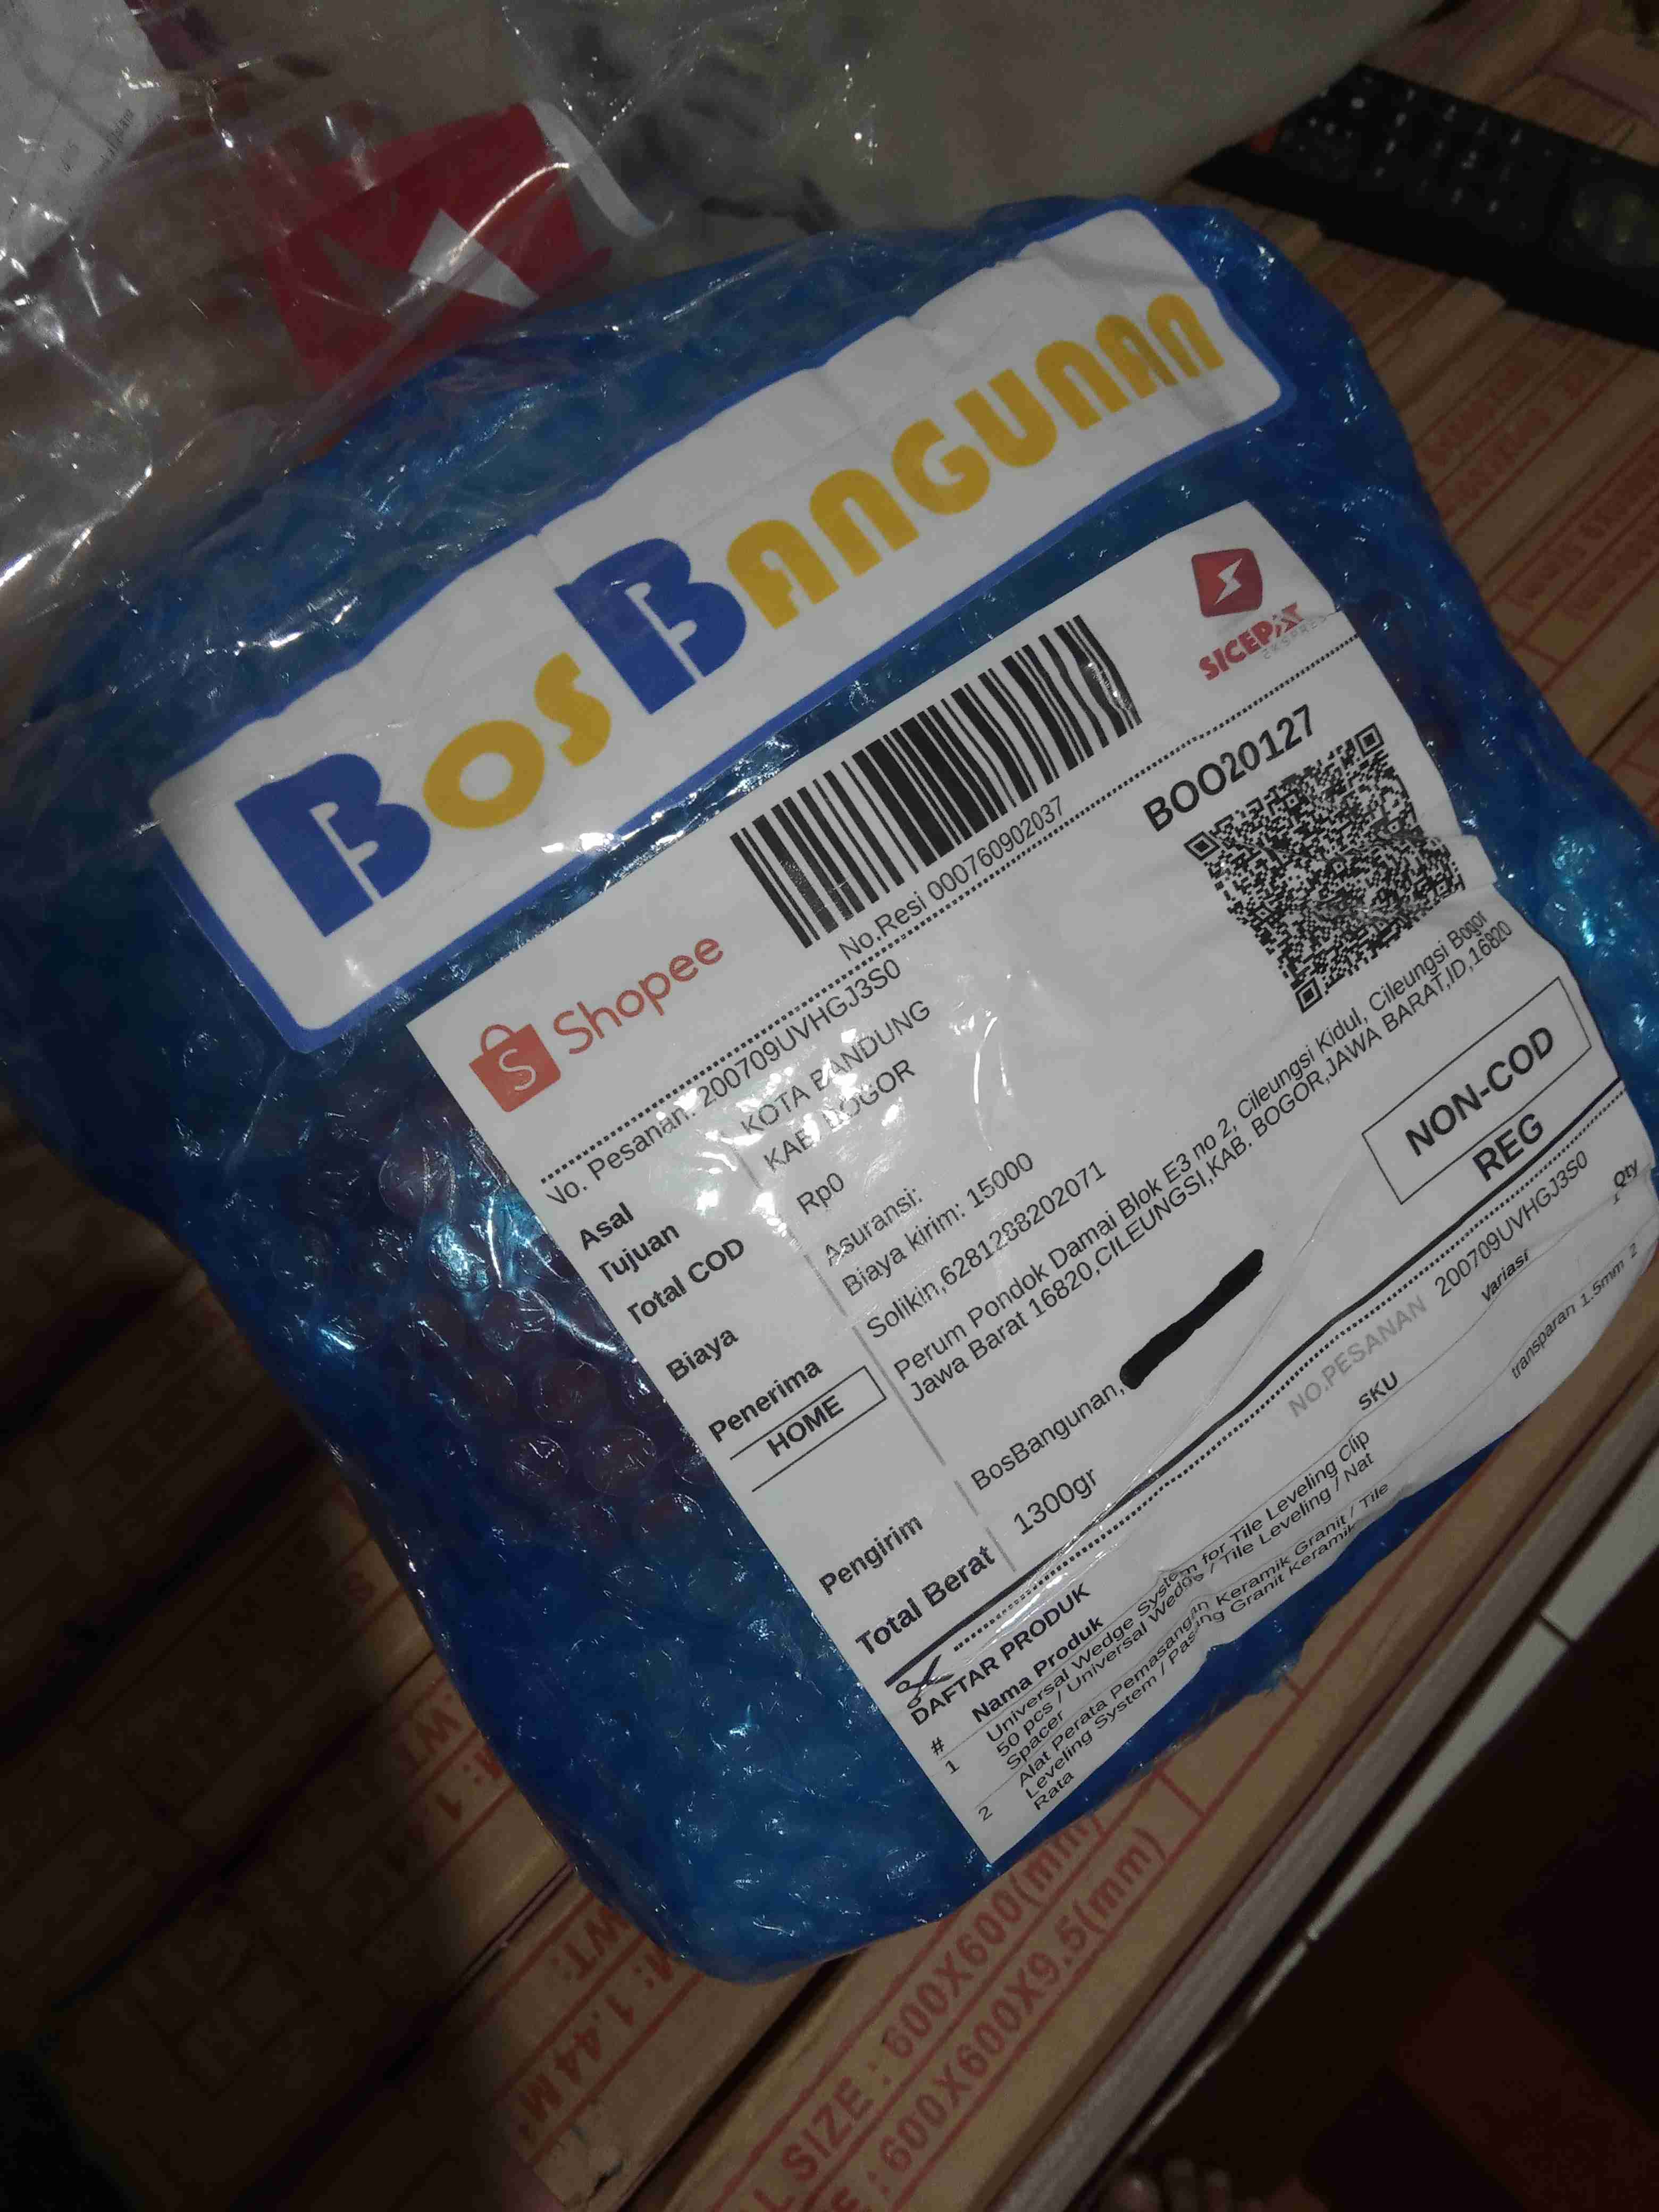 BosBangunan
Shopee
SICEPAT
EKSPRES
No.Resi 000760902037
No. Pesanan: 200709UVHGJ3S0
BOO20127
Asal KOTA BANDUNG
Tujuan KAB. BOGOR
Total COD Rp0
Biaya Asuransi:
Biaya kirim: 15000
Penerima Solikin,6281288202071
HOME
Perum Pondok Damai Blok E3 no 2, Cileungsi Kidul, Cileungsi Bogor
Jawa Barat 16820,CILEUNGSI,KAB. BOGOR,JAWA BARAT,ID,16820
NON-COD
REG
Pengirim BosBangunan,
Total Berat 1300gr
DAFTAR PRODUK NO.PESANAN 200709UVHGJ3S0
# Nama Produk SKU Variasi Qty
1 Universal Wedge System for Tile Leveling Clip
50 pcs / Universal Wedge / Tile Leveling / Nat
Spacer
2 Alat Perata Pemasangan Keramik Granit / Tile transparan 1.5mm 2
Leveling System / Pasang Granit Keramik
Rata
1.44 M
WT:
SIZE : 600X600(mm)
: 600X600X9.5(mm)